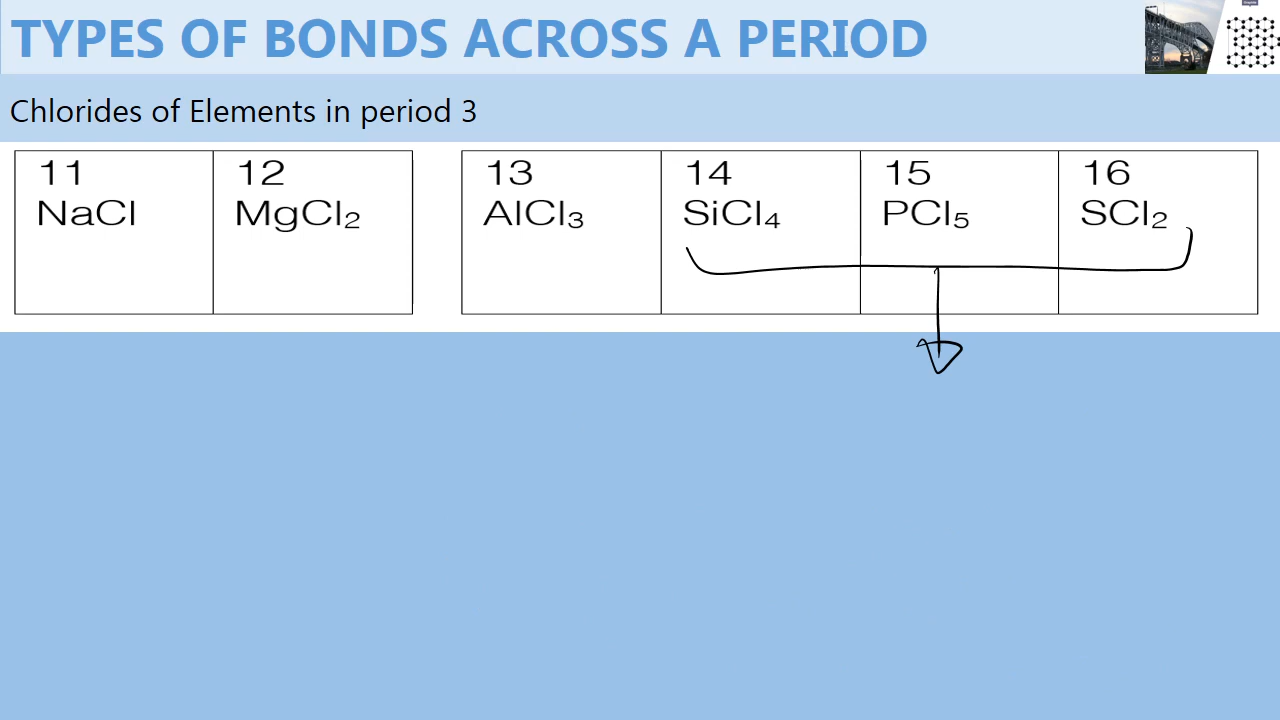 TYPES OF BONDS ACROSS A PERIOD
Chlorides of Elements in period 3
11 12 13 14 15 16
NaCl MgCl₂ AlCl₃ SiCl₄ PCl₅ SCl₂